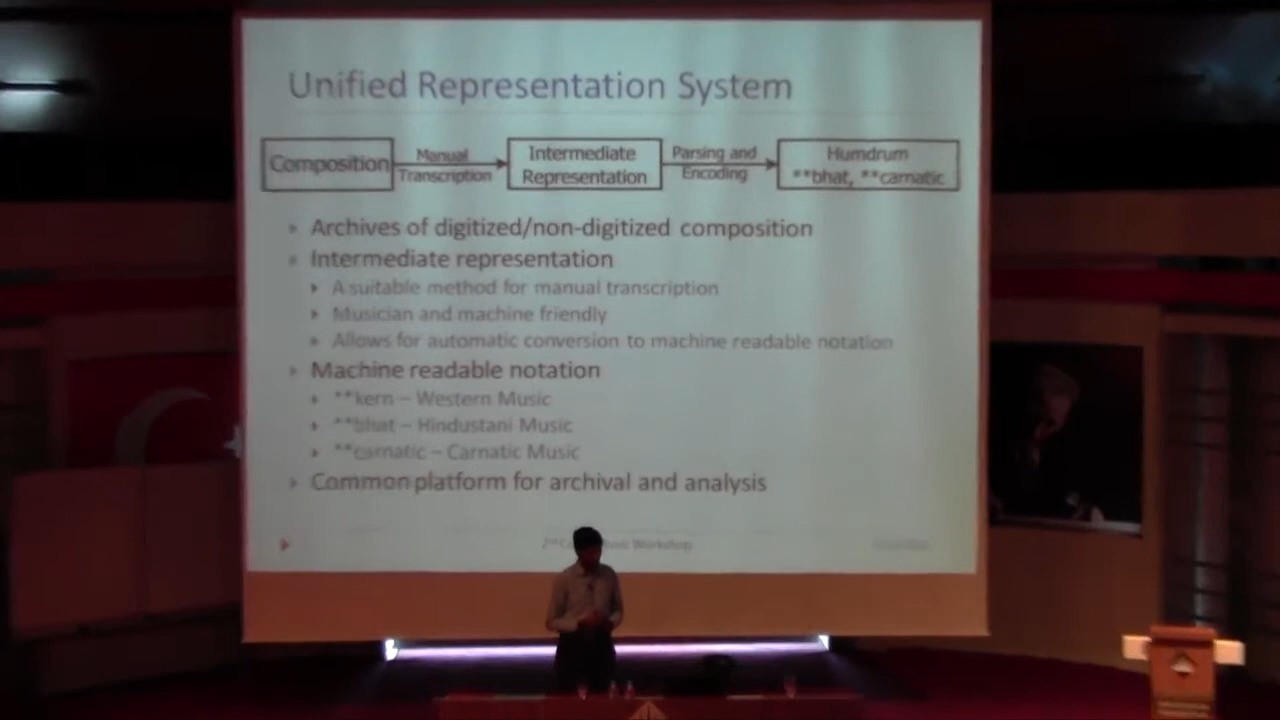 Unified Representation System
Composition
Manual
Transcription
Intermediate
Representation
Parsing and
Encoding
Humdrum
**bhat, **carnatic
Archives of digitized/non-digitized composition
Intermediate representation
A suitable method for manual transcription
Musician and machine friendly
Allows for automatic conversion to machine readable notation
Machine readable notation
**kern – Western Music
**bhat – Hindustani Music
**carnatic – Carnatic Music
Common platform for archival and analysis
2nd Workshop